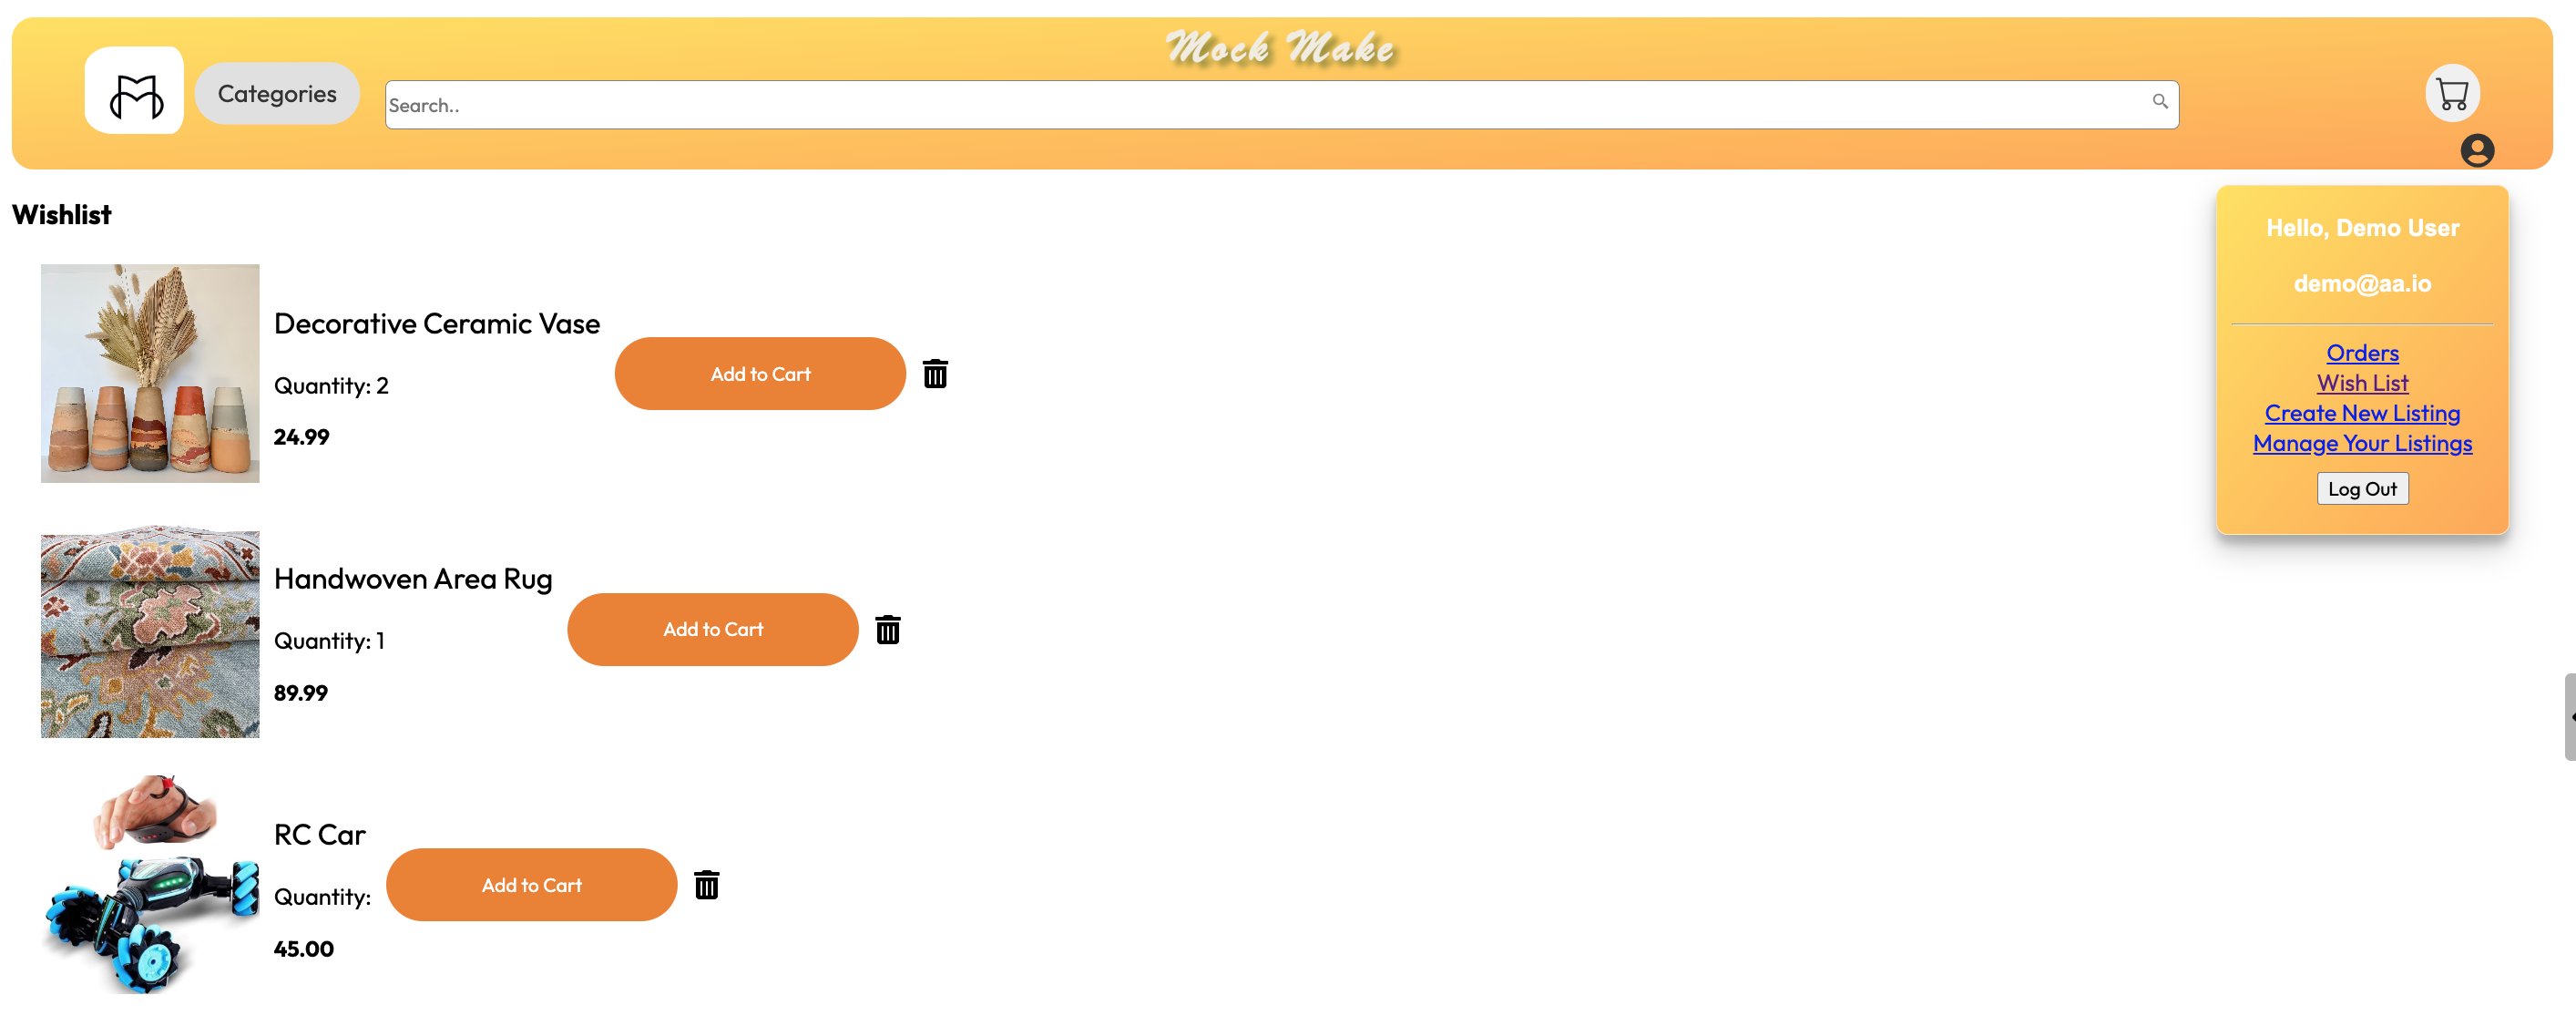 Mock Make
Categories
Search..
Wishlist
Decorative Ceramic Vase
Quantity: 2
24.99
Add to Cart
Handwoven Area Rug
Quantity: 1
89.99
Add to Cart
RC Car
Quantity:
45.00
Add to Cart
Hello, Demo User
demo@aa.io
Orders
Wish List
Create New Listing
Manage Your Listings
Log Out